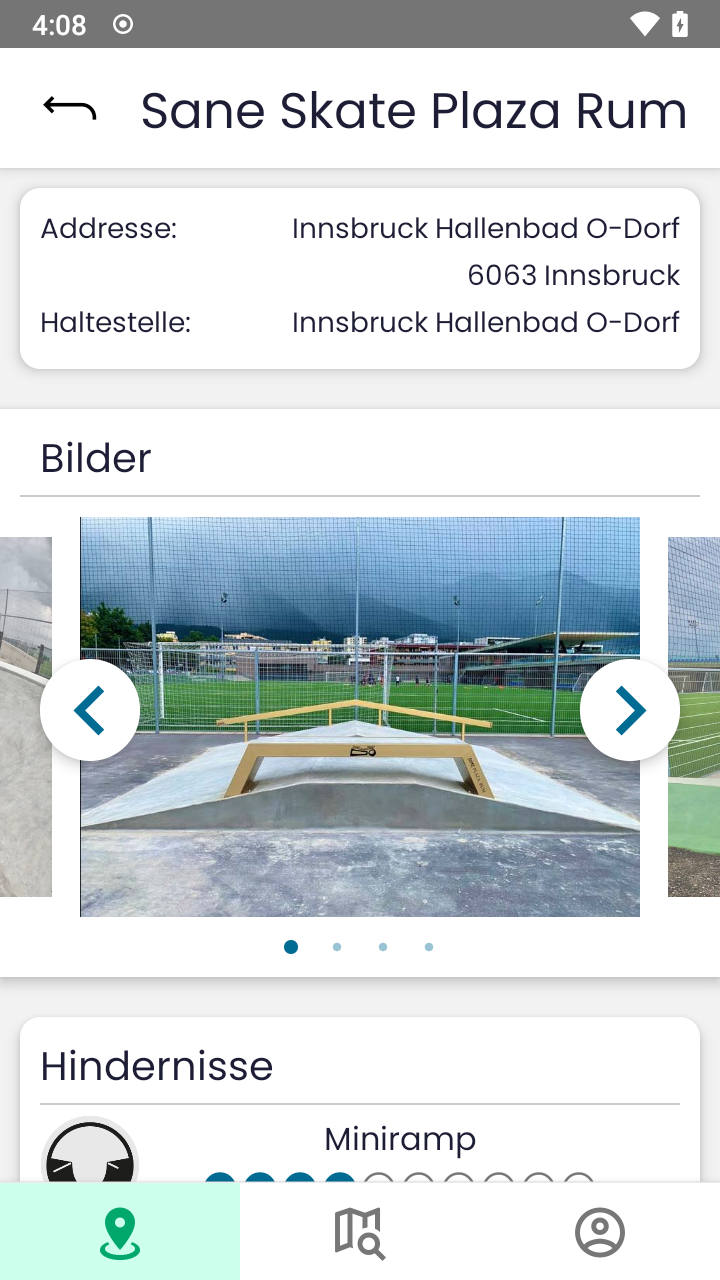 4:08
Sane Skate Plaza Rum
Addresse: Innsbruck Hallenbad O-Dorf
6063 Innsbruck
Haltestelle: Innsbruck Hallenbad O-Dorf
Bilder
Hindernisse
Miniramp